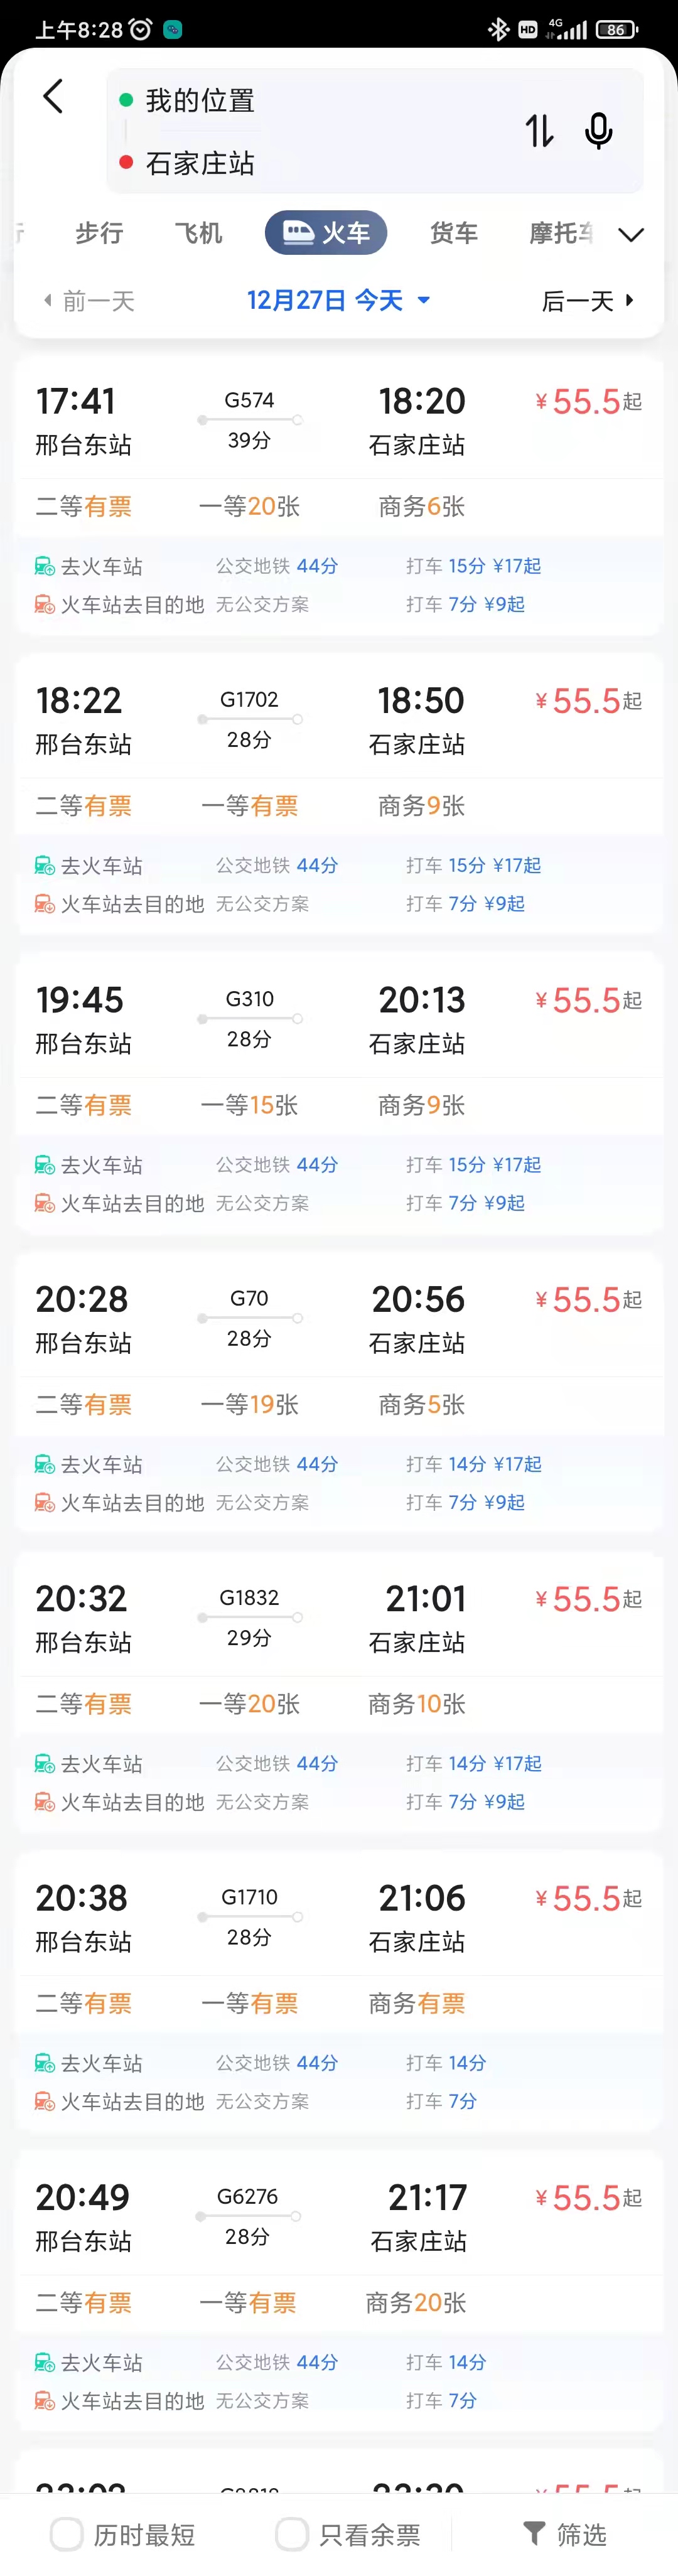 上午8:28 HD 4G 86
我的位置
石家庄站
步行 飞机 火车 货车 摩托车
前一天 12月27日 今天 后一天
17:41 G574 18:20 ¥55.5起
邢台东站 39分 石家庄站
二等有票 一等20张 商务6张
去火车站 公交地铁 44分 打车 15分 ¥17起
火车站去目的地 无公交方案 打车 7分 ¥9起
18:22 G1702 18:50 ¥55.5起
邢台东站 28分 石家庄站
二等有票 一等有票 商务9张
去火车站 公交地铁 44分 打车 15分 ¥17起
火车站去目的地 无公交方案 打车 7分 ¥9起
19:45 G310 20:13 ¥55.5起
邢台东站 28分 石家庄站
二等有票 一等15张 商务9张
去火车站 公交地铁 44分 打车 15分 ¥17起
火车站去目的地 无公交方案 打车 7分 ¥9起
20:28 G70 20:56 ¥55.5起
邢台东站 28分 石家庄站
二等有票 一等19张 商务5张
去火车站 公交地铁 44分 打车 14分 ¥17起
火车站去目的地 无公交方案 打车 7分 ¥9起
20:32 G1832 21:01 ¥55.5起
邢台东站 29分 石家庄站
二等有票 一等20张 商务10张
去火车站 公交地铁 44分 打车 14分 ¥17起
火车站去目的地 无公交方案 打车 7分 ¥9起
20:38 G1710 21:06 ¥55.5起
邢台东站 28分 石家庄站
二等有票 一等有票 商务有票
去火车站 公交地铁 44分 打车 14分
火车站去目的地 无公交方案 打车 7分
20:49 G6276 21:17 ¥55.5起
邢台东站 28分 石家庄站
二等有票 一等有票 商务20张
去火车站 公交地铁 44分 打车 14分
火车站去目的地 无公交方案 打车 7分
历时最短 只看余票 筛选